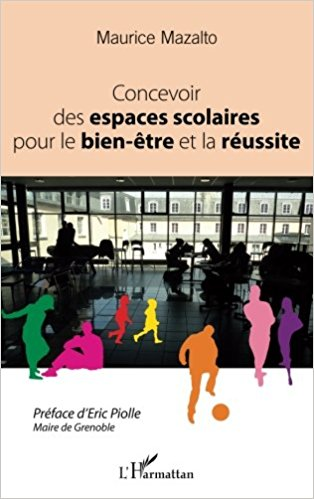 Maurice Mazalto
Concevoir
des espaces scolaires
pour le bien-être et la réussite
Préface d'Eric Piolle
Maire de Grenoble
L'Harmattan